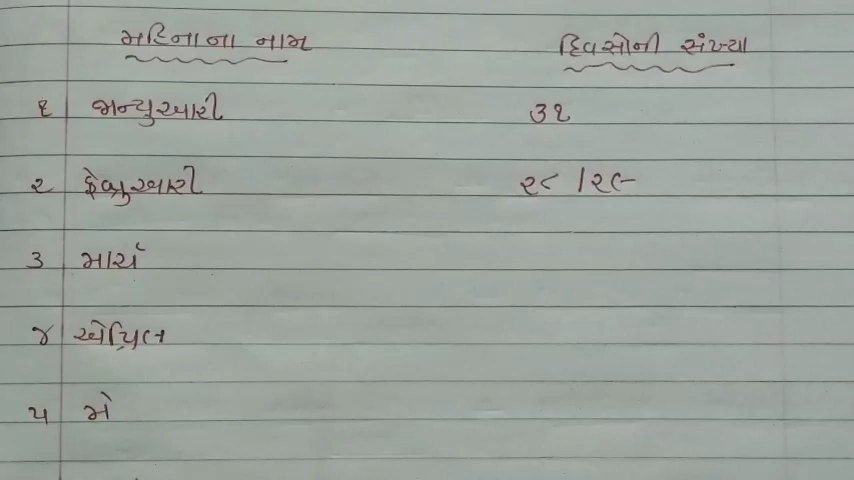 મહિનાના નામ દિવસોની સંખ્યા
૧ જાન્યુઆરી ૩૧
૨ ફેબ્રુઆરી ૨૮ /૨૯
૩ માર્ચ
૪ એપ્રિલ
૫ મે